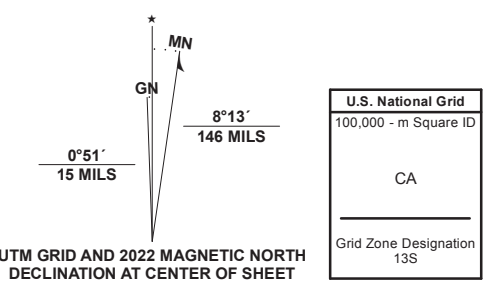 ★
MN
GN
8°13´
146 MILS
0°51´
15 MILS
UTM GRID AND 2022 MAGNETIC NORTH
DECLINATION AT CENTER OF SHEET
U.S. National Grid
100,000 - m Square ID
CA
Grid Zone Designation
13S